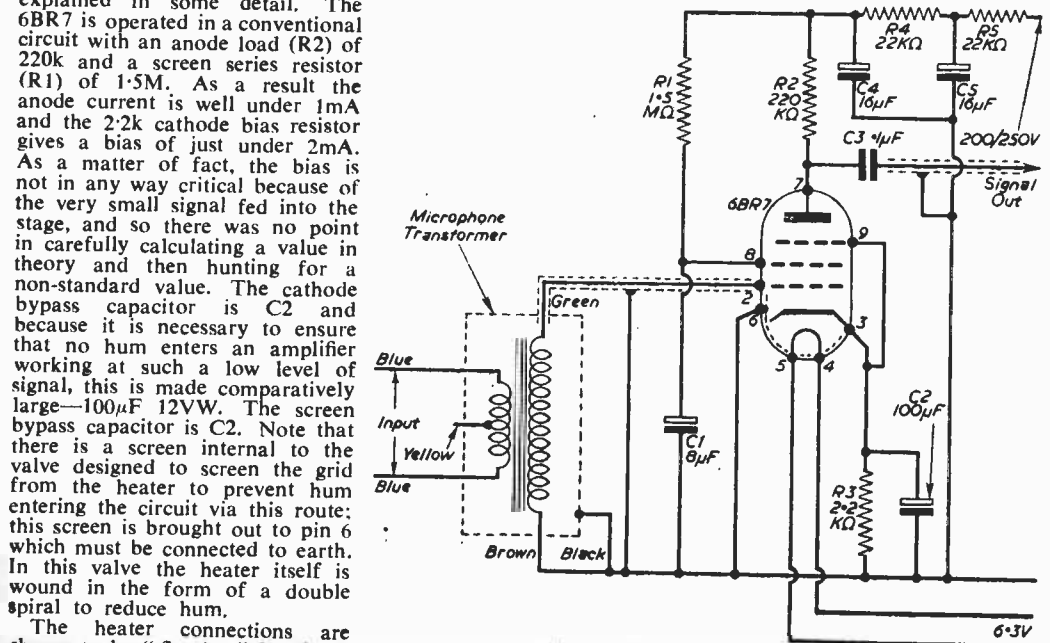 explained in some detail. The
6BR7 is operated in a conventional
circuit with an anode load (R2) of
220k and a screen series resistor
(R1) of 1·5M. As a result the
anode current is well under 1mA
and the 2·2k cathode bias resistor
gives a bias of just under 2mA.
As a matter of fact, the bias is
not in any way critical because of
the very small signal fed into the
stage, and so there was no point
in carefully calculating a value in
theory and then hunting for a
non-standard value. The cathode
bypass capacitor is C2 and
because it is necessary to ensure
that no hum enters an amplifier
working at such a low level of
signal, this is made comparatively
large—100μF 12VW. The screen
bypass capacitor is C2. Note that
there is a screen internal to the
valve designed to screen the grid
from the heater to prevent hum
entering the circuit via this route;
this screen is brought out to pin 6
which must be connected to earth.
In this valve the heater itself is
wound in the form of a double
spiral to reduce hum.
The heater connections are
Microphone
Transformer
Blue
Input
Yellow
Blue
Green
Brown
Black
R1
1·5
MΩ
R2
220
KΩ
R4
22KΩ
R5
22KΩ
C4
16μF
C5
16μF
C3 ·1μF
200/250V
Signal
Out
6BR7
7
9
8
2
6
3
5
4
C1
8μF
C2
100μF
R3
2·2
KΩ
6·3V